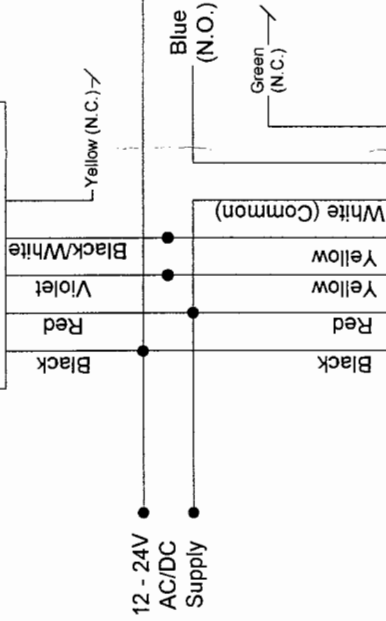 Blue
(N.O.)
Green
(N.C.)
Yellow (N.C.)
White (Common)
Black/White
Yellow
Violet
Yellow
Red
Red
Black
Black
12 - 24V
AC/DC
Supply